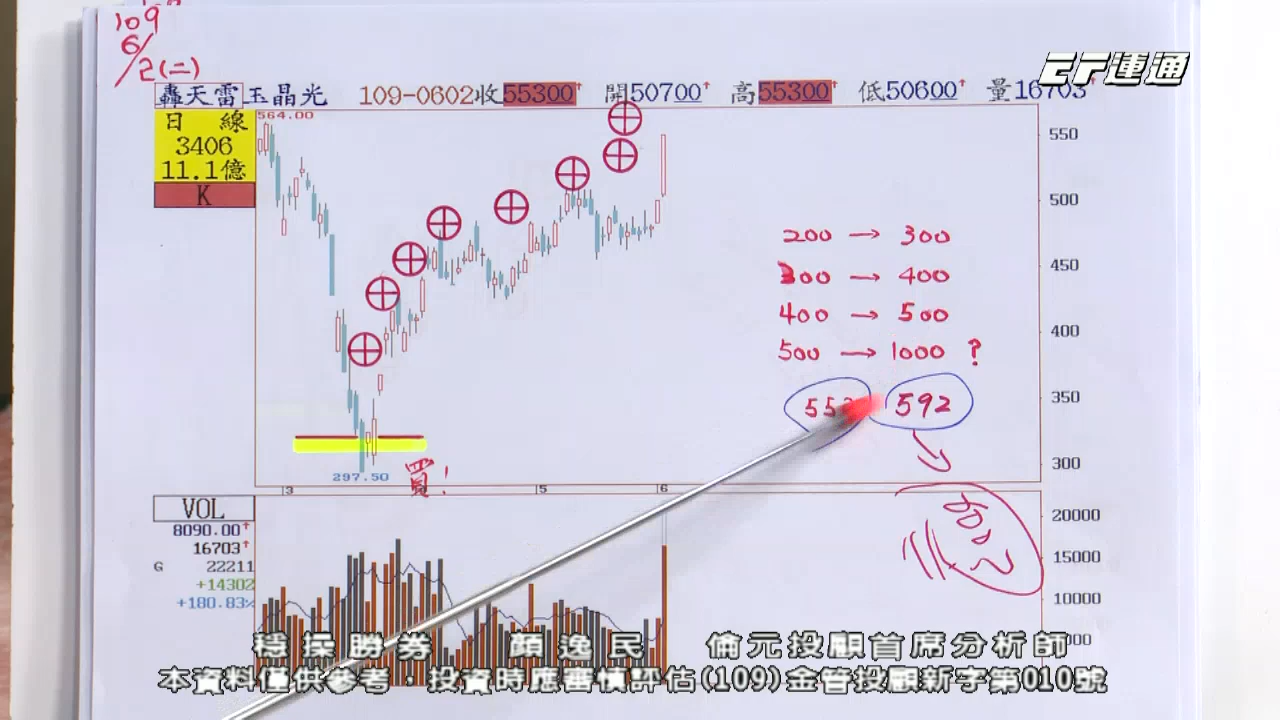 109
6/2(二)
EF運通
轟天雷 玉晶光 109-0602收55300↑ 開50700↑ 高55300↑ 低50600↑ 量16703↑
日 線
3406
11.1億
K
564.00
550
500
450
400
350
300
200 → 300
300 → 400
400 → 500
500 → 1000 ?
592
297.50
買!
3
5
6
VOL
8090.00↑
16703↑
G 22211
+14302
+180.83%
20000
15000
10000
穩操勝券 顏逸民 倫元投顧首席分析師
本資料僅供參考，投資時應審慎評估(109)金管投顧新字第010號